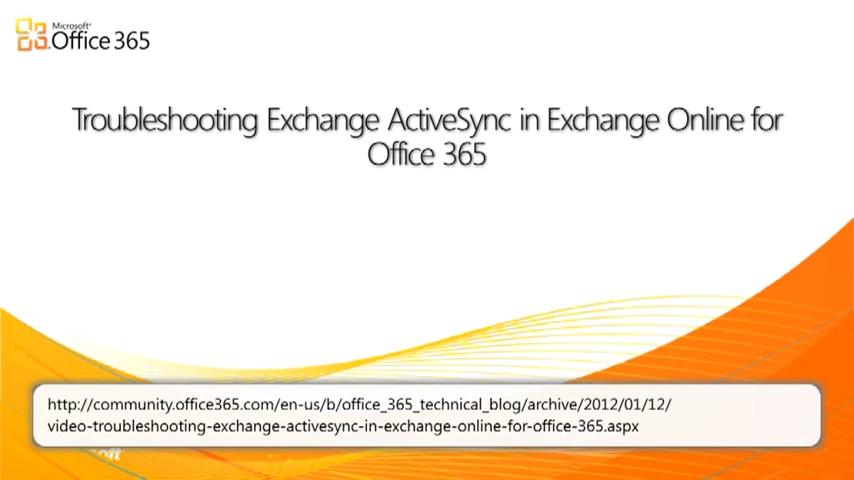 Microsoft®
Office 365
Troubleshooting Exchange ActiveSync in Exchange Online for
Office 365
http://community.office365.com/en-us/b/office_365_technical_blog/archive/2012/01/12/
video-troubleshooting-exchange-activesync-in-exchange-online-for-office-365.aspx